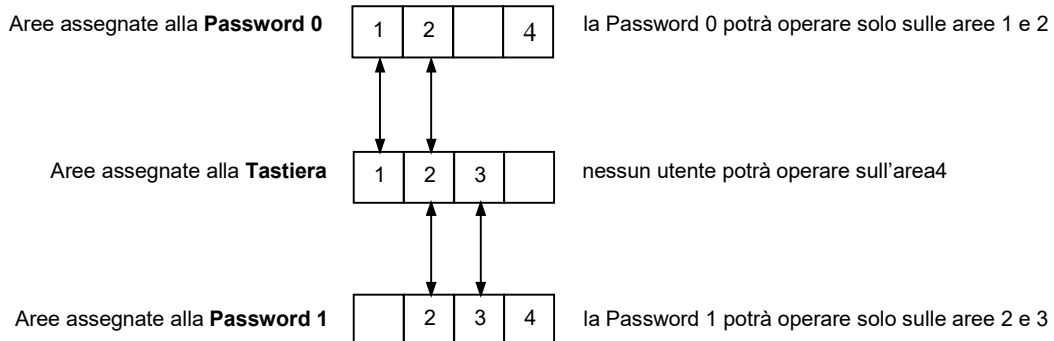 Aree assegnate alla Password 0 1 2 4 la Password 0 potrà operare solo sulle aree 1 e 2
Aree assegnate alla Tastiera 1 2 3 nessun utente potrà operare sull'area4
Aree assegnate alla Password 1 2 3 4 la Password 1 potrà operare solo sulle aree 2 e 3